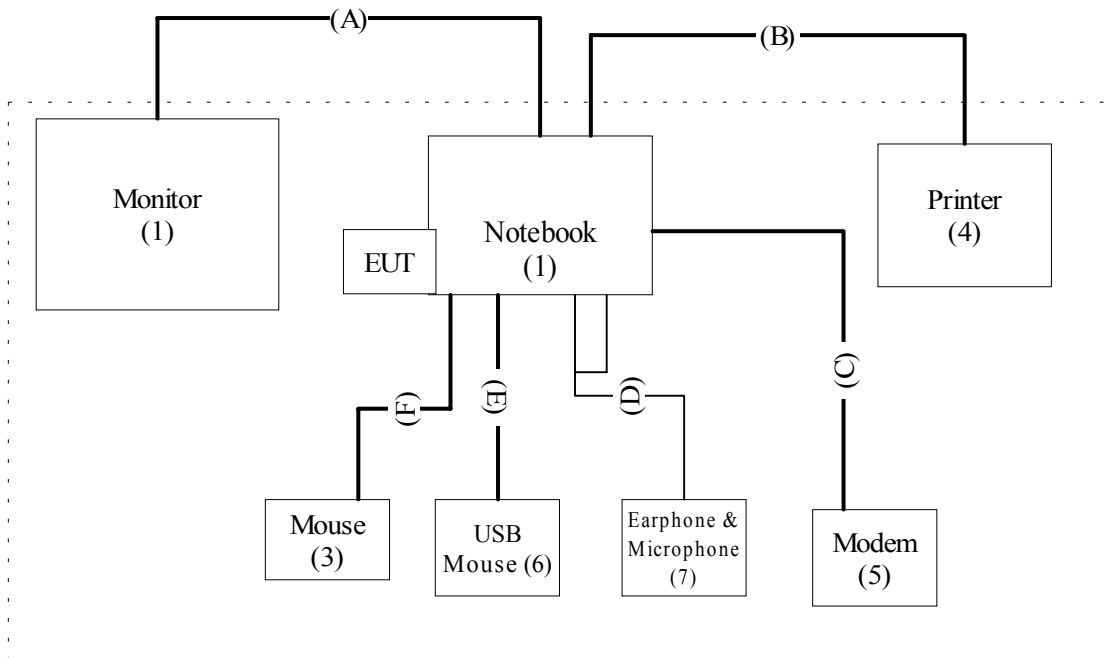 (A)
(B)
Monitor
(1)
Notebook
(1)
Printer
(4)
EUT
(C)
(D)
(E)
(F)
Mouse
(3)
USB
Mouse (6)
Earphone &
Microphone
(7)
Modem
(5)